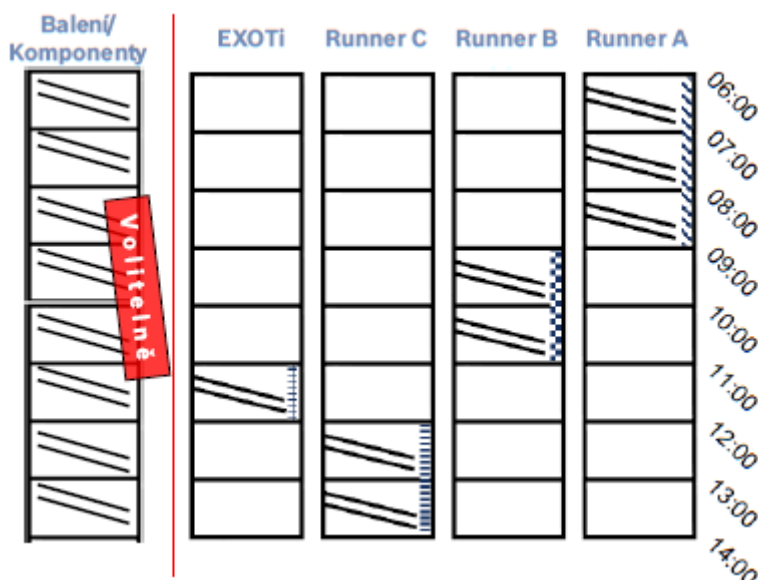 Balení/
Komponenty
EXOTi
Runner C
Runner B
Runner A
Volitelně
06:00
07:00
08:00
09:00
10:00
11:00
12:00
13:00
14:00